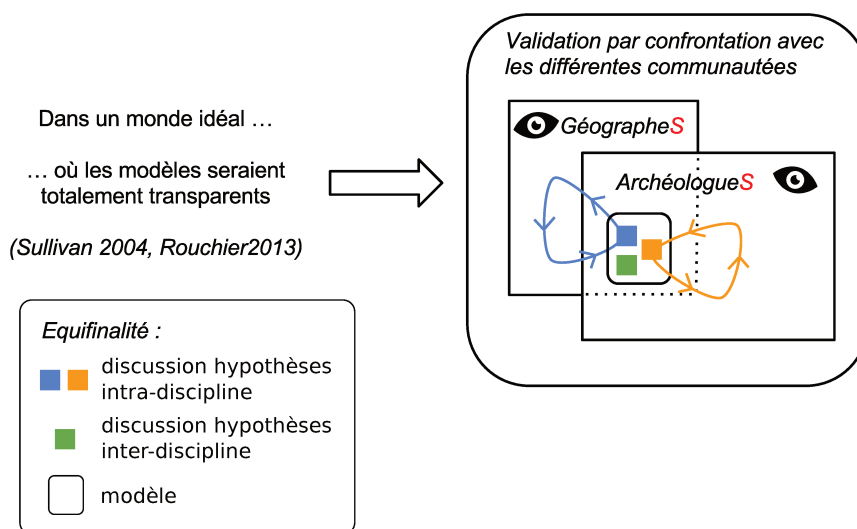 Dans un monde idéal …
… où les modèles seraient
totalement transparents
(Sullivan 2004, Rouchier2013)
Validation par confrontation avec
les différentes communautées
GéographeS
ArchéologueS
Equifinalité :
discussion hypothèses
intra-discipline
discussion hypothèses
inter-discipline
modèle